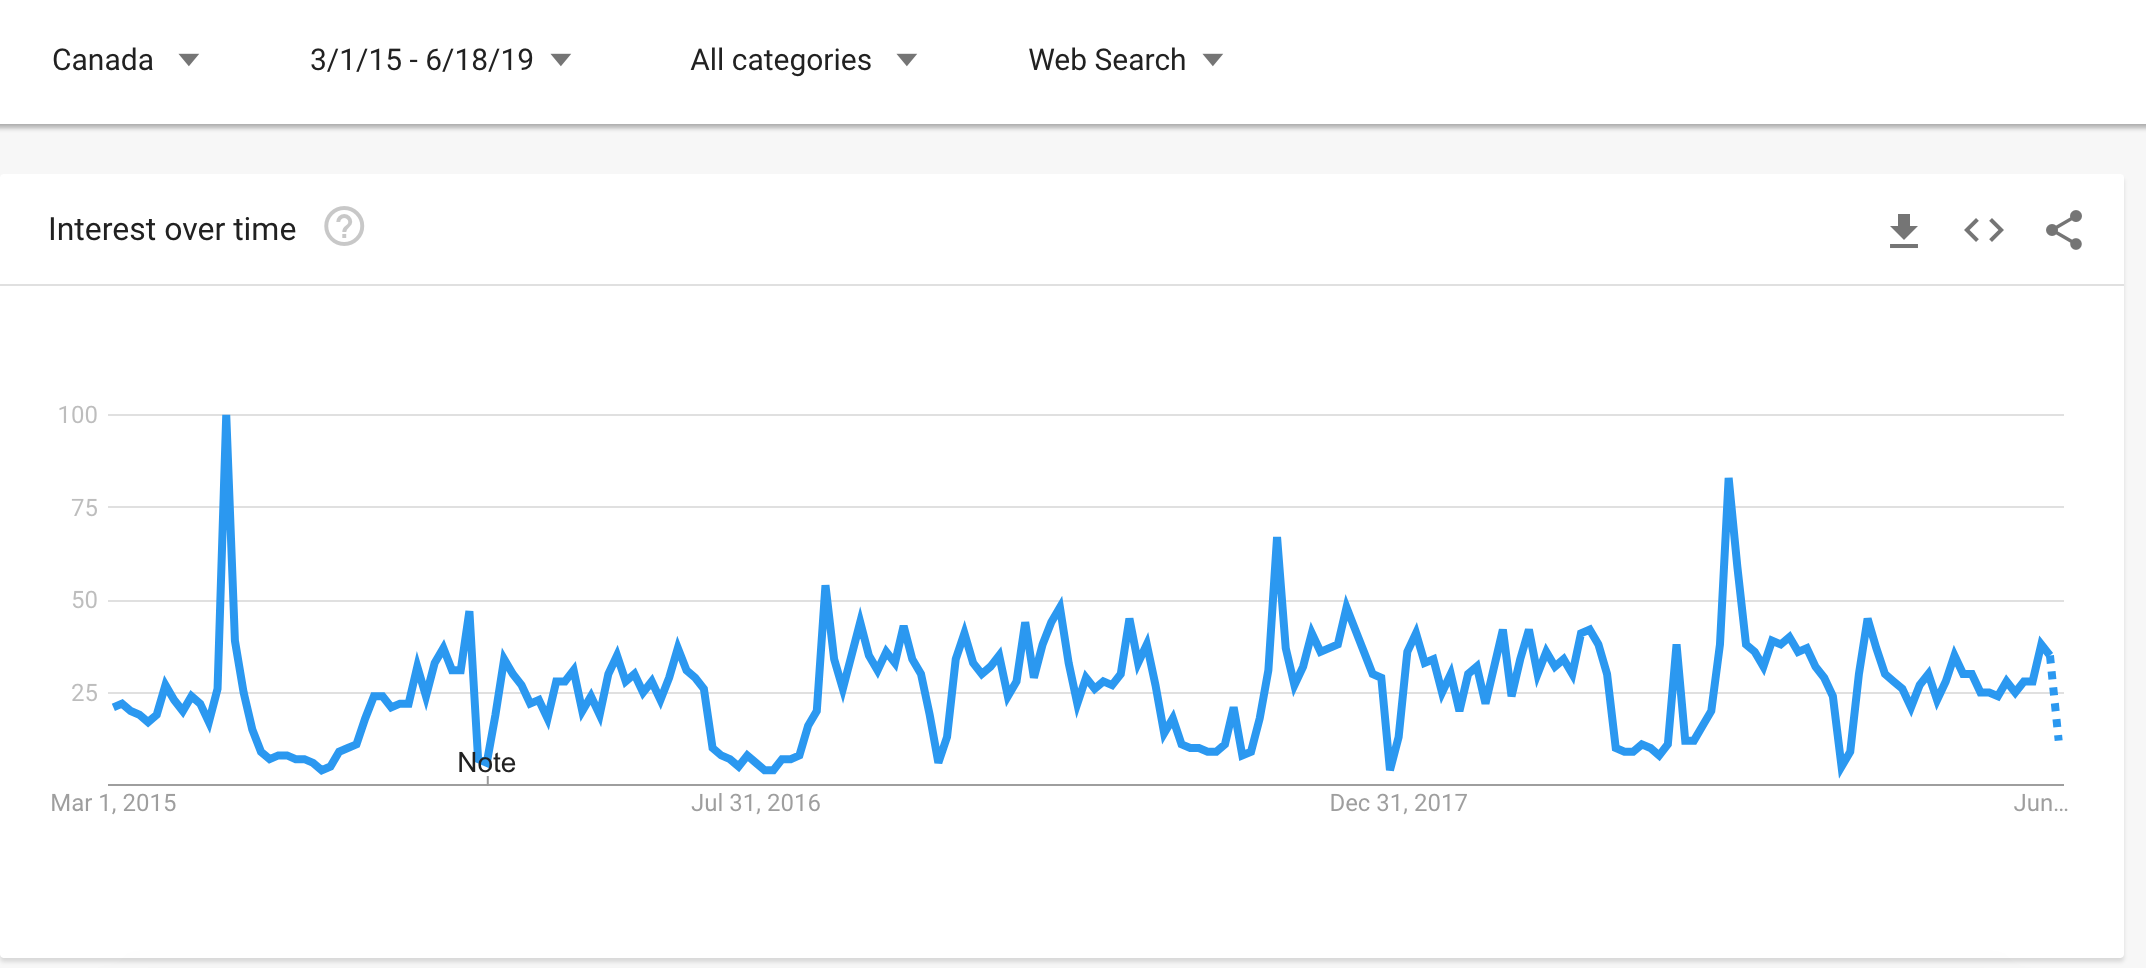 Canada
3/1/15 - 6/18/19
All categories
Web Search
Interest over time
?
100
75
50
25
Note
Mar 1, 2015
Jul 31, 2016
Dec 31, 2017
Jun...